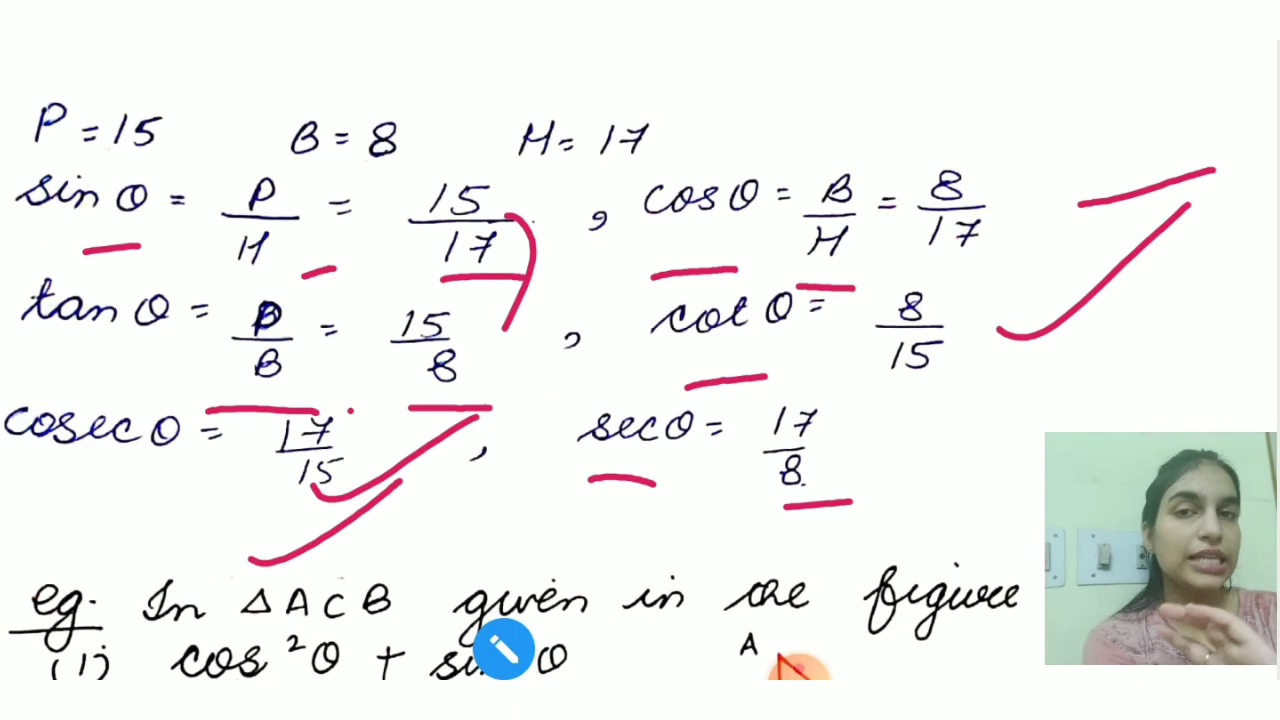 P = 15 B = 8 H = 17
sin θ = P/H = 15/17 , cos θ = B/H = 8/17
tan θ = P/B = 15/8 , cot θ = 8/15
cosec θ = 17/15 , sec θ = 17/8.
eg. In Δ ACB given in the figure
(1) cos²θ + θ
A